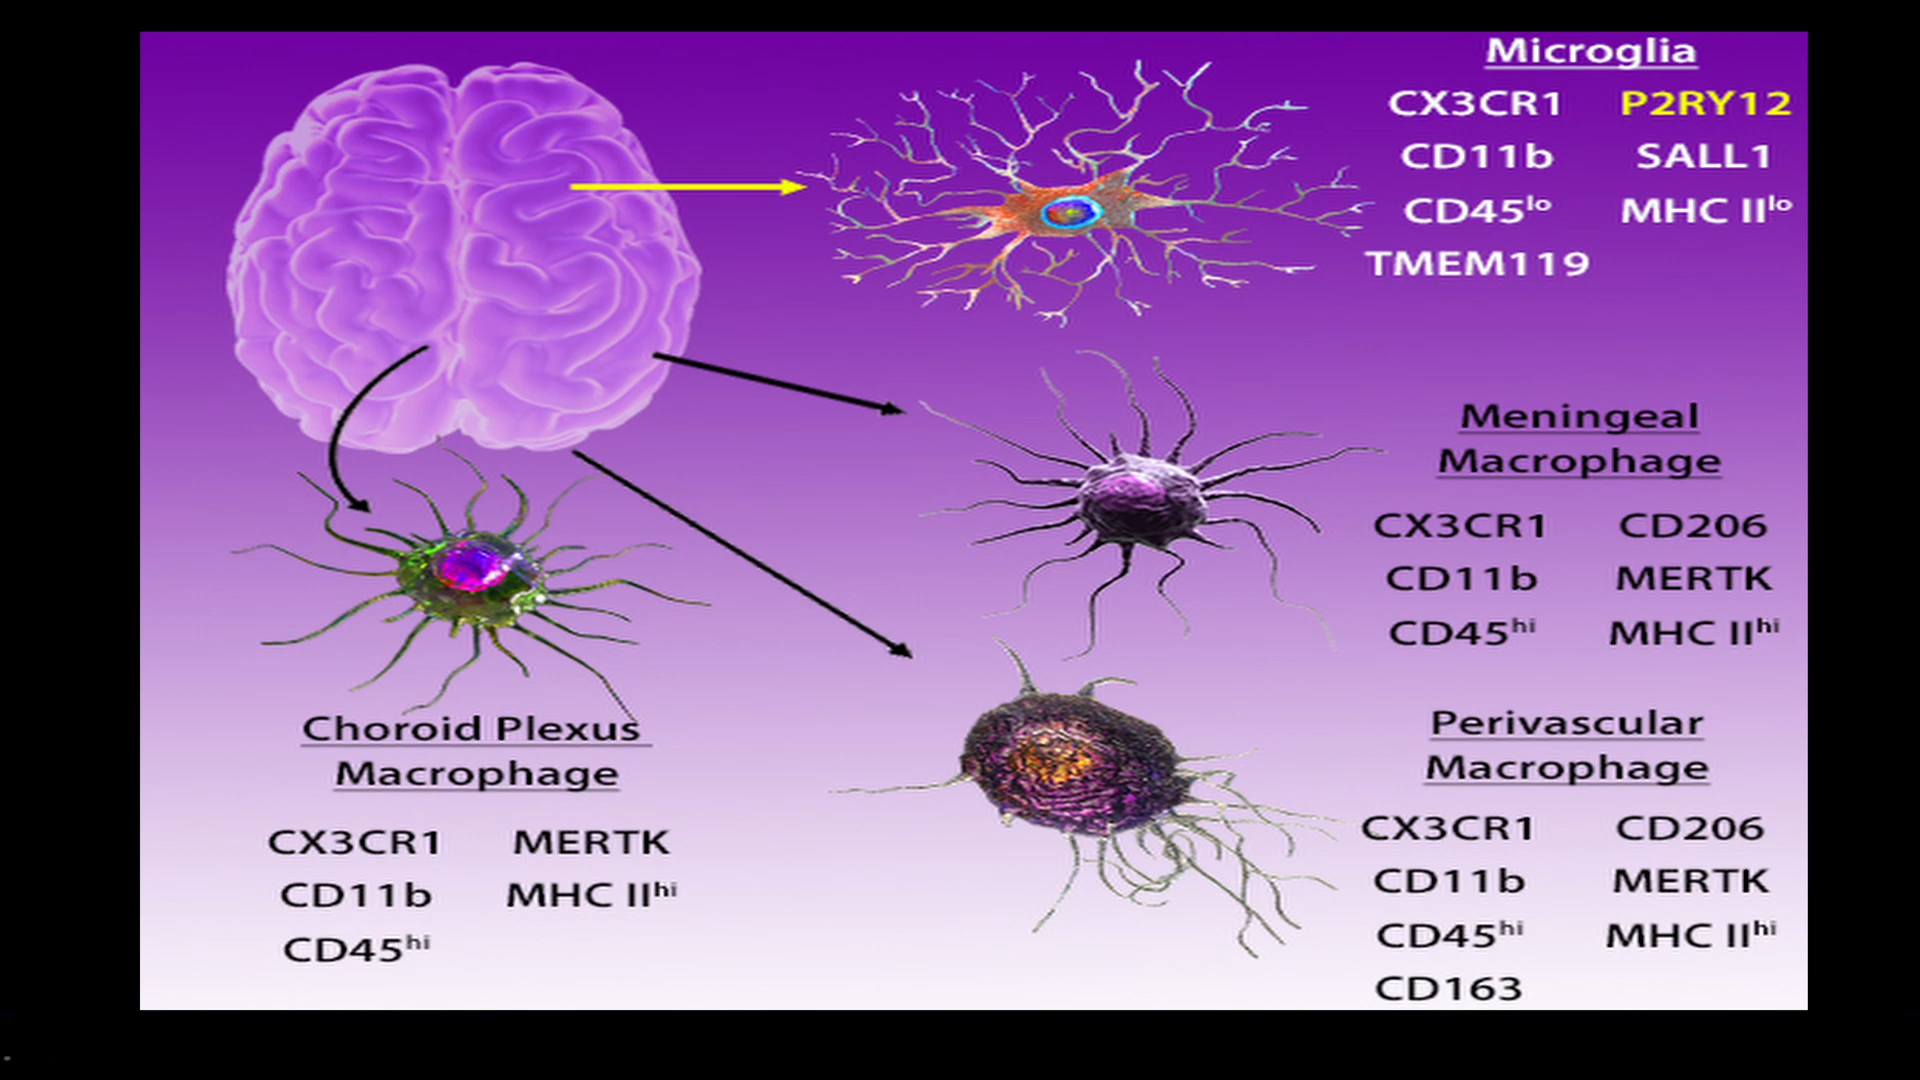 Microglia
CX3CR1 P2RY12
CD11b SALL1
CD45lo MHC IIlo
TMEM119
Meningeal
Macrophage
CX3CR1 CD206
CD11b MERTK
CD45hi MHC IIhi
Choroid Plexus
Macrophage
CX3CR1 MERTK
CD11b MHC IIhi
CD45hi
Perivascular
Macrophage
CX3CR1 CD206
CD11b MERTK
CD45hi MHC IIhi
CD163